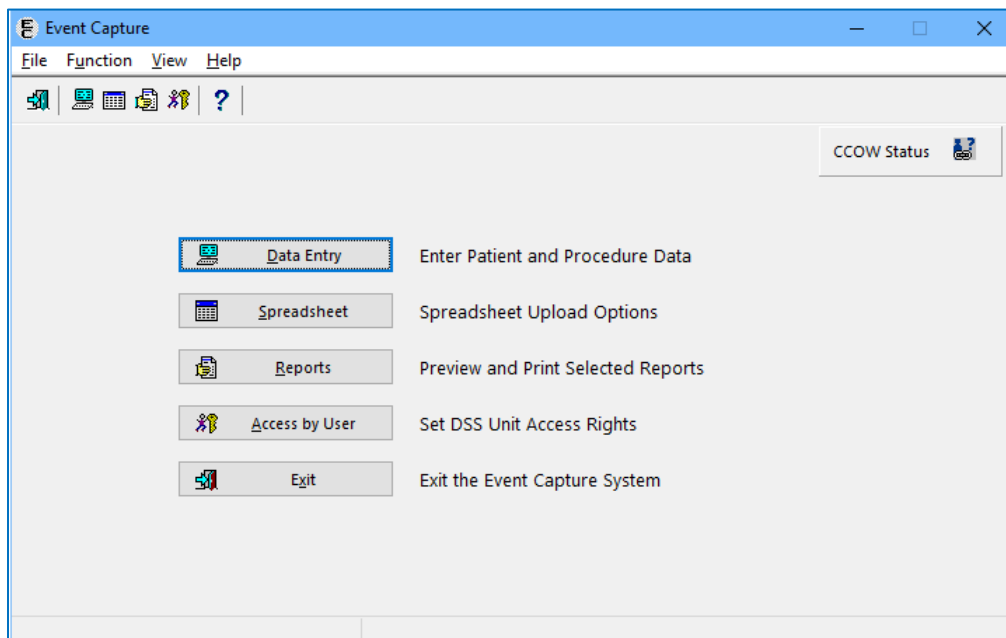 Event Capture
File Function View Help
?
CCOW Status ?
Data Entry Enter Patient and Procedure Data
Spreadsheet Spreadsheet Upload Options
Reports Preview and Print Selected Reports
Access by User Set DSS Unit Access Rights
Exit Exit the Event Capture System